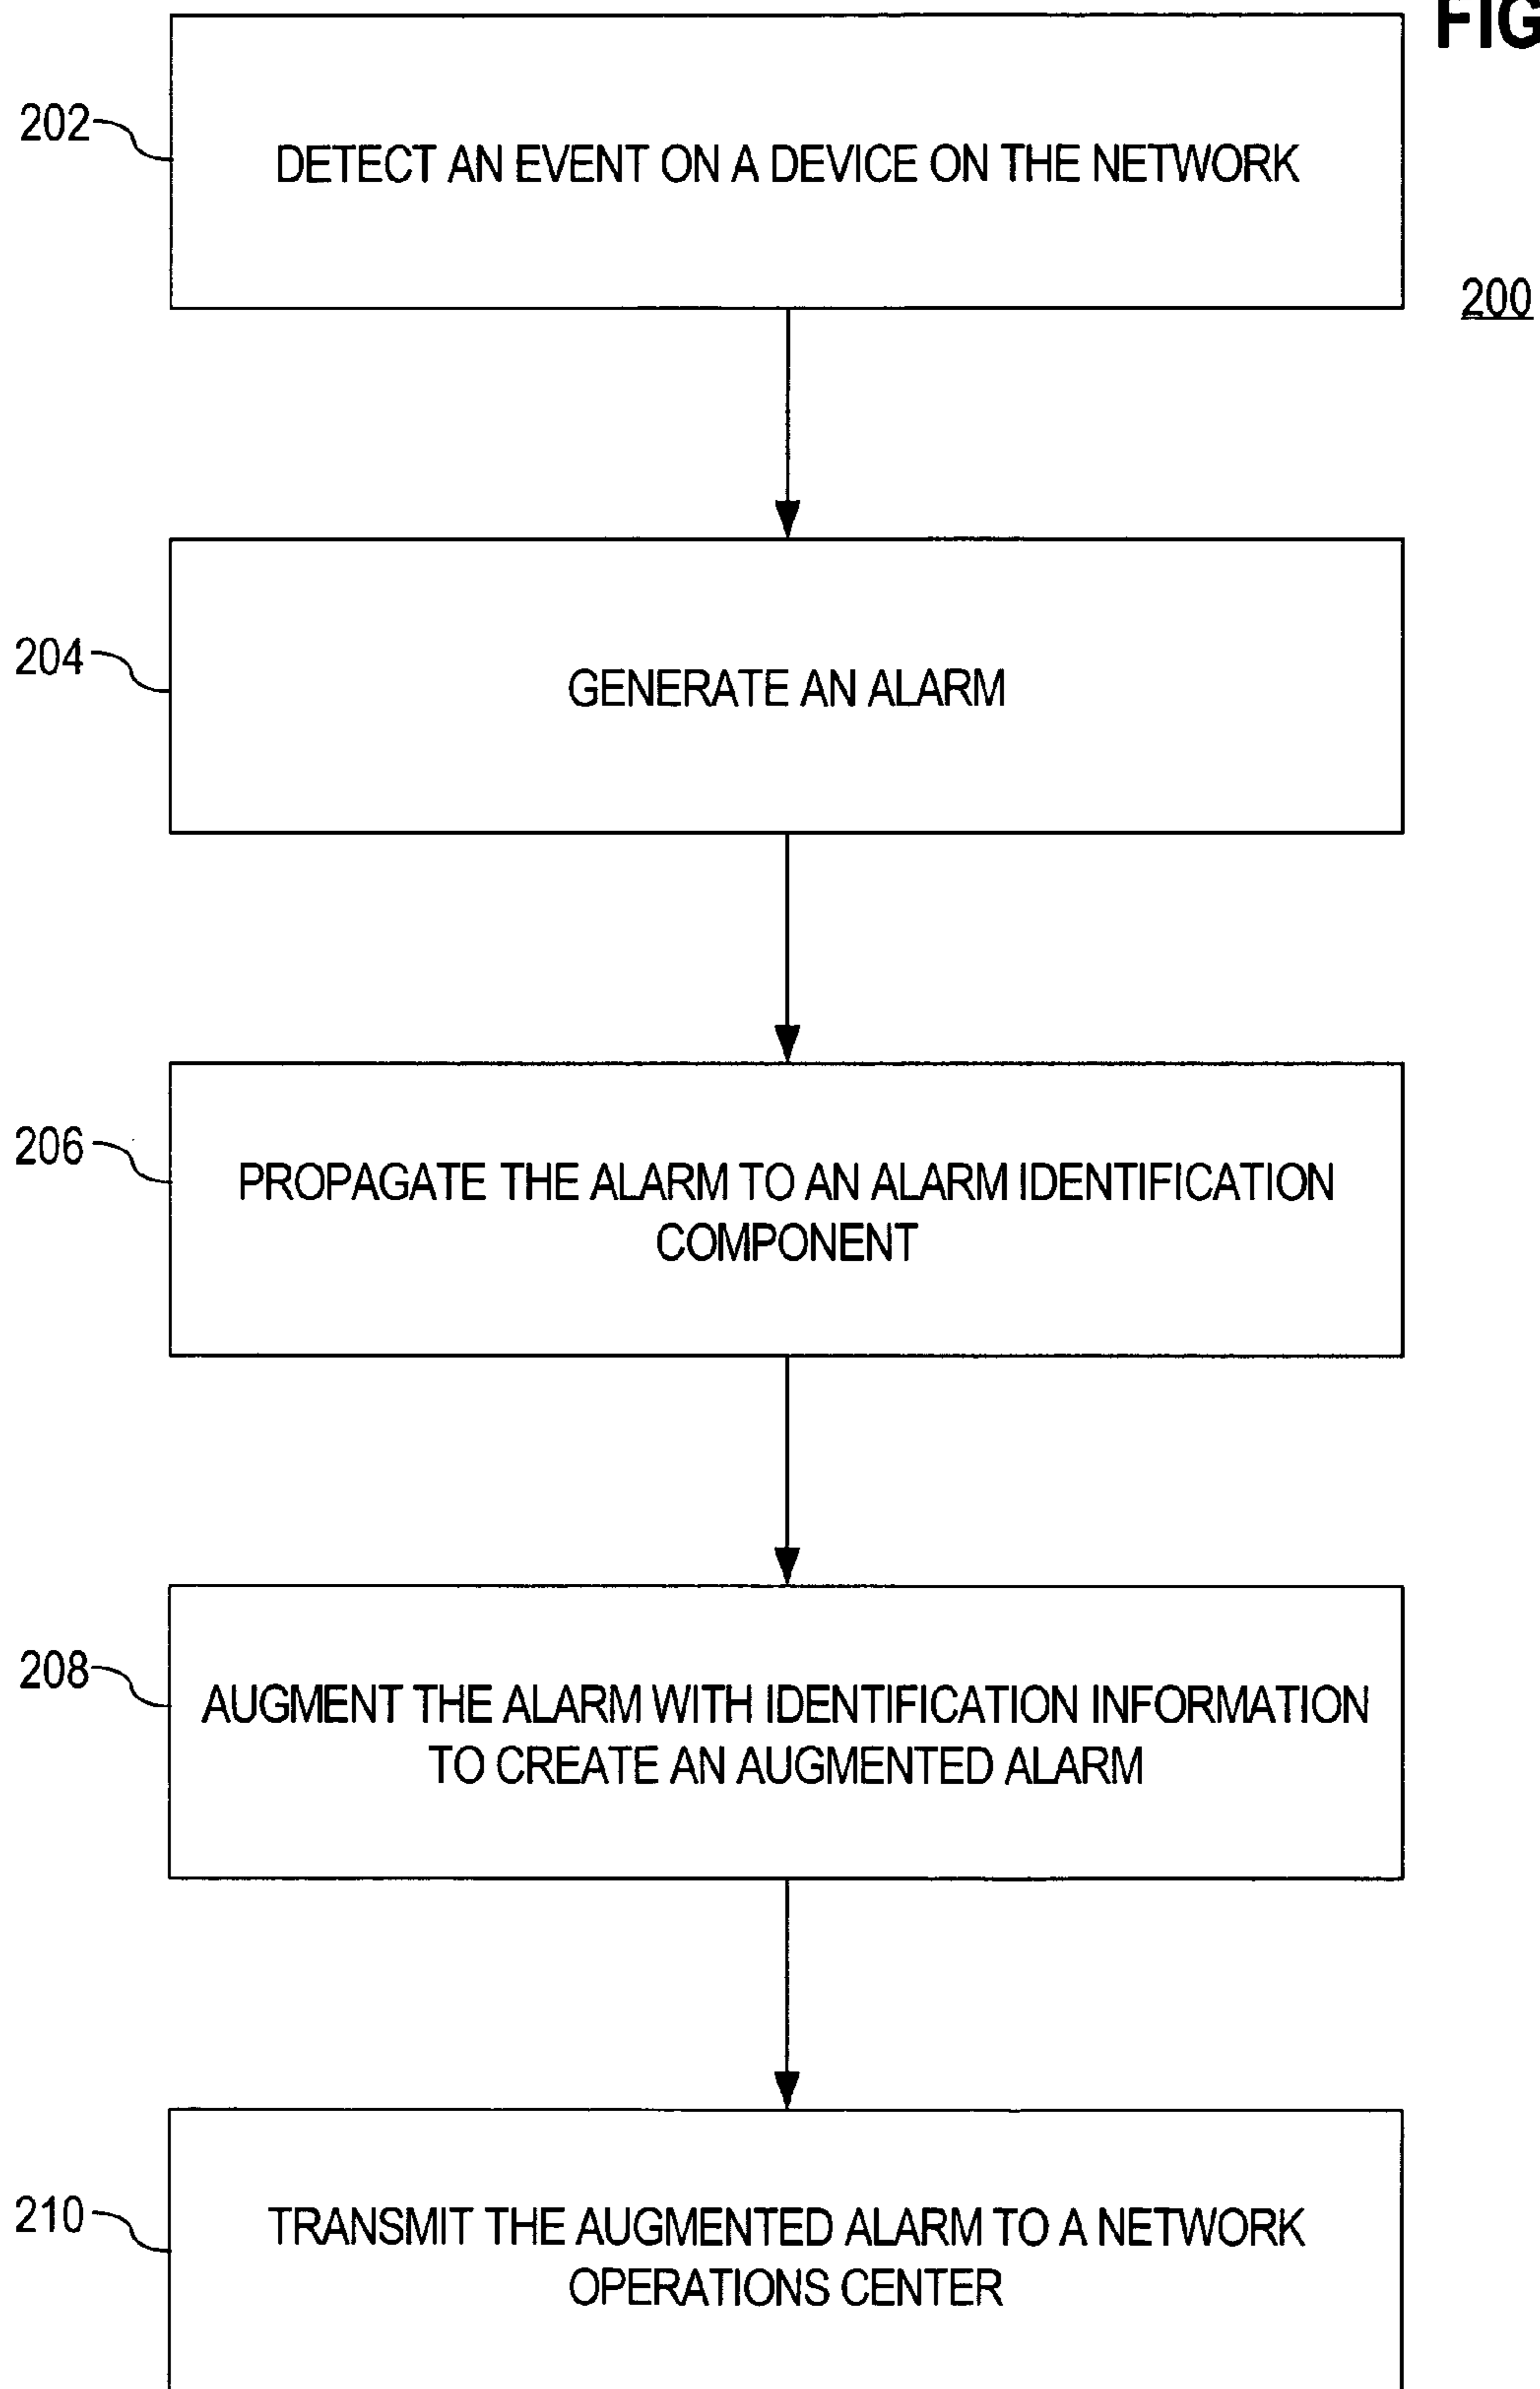 FIG
202
DETECT AN EVENT ON A DEVICE ON THE NETWORK
200
204
GENERATE AN ALARM
206
PROPAGATE THE ALARM TO AN ALARM IDENTIFICATION
COMPONENT
208
AUGMENT THE ALARM WITH IDENTIFICATION INFORMATION
TO CREATE AN AUGMENTED ALARM
210
TRANSMIT THE AUGMENTED ALARM TO A NETWORK
OPERATIONS CENTER